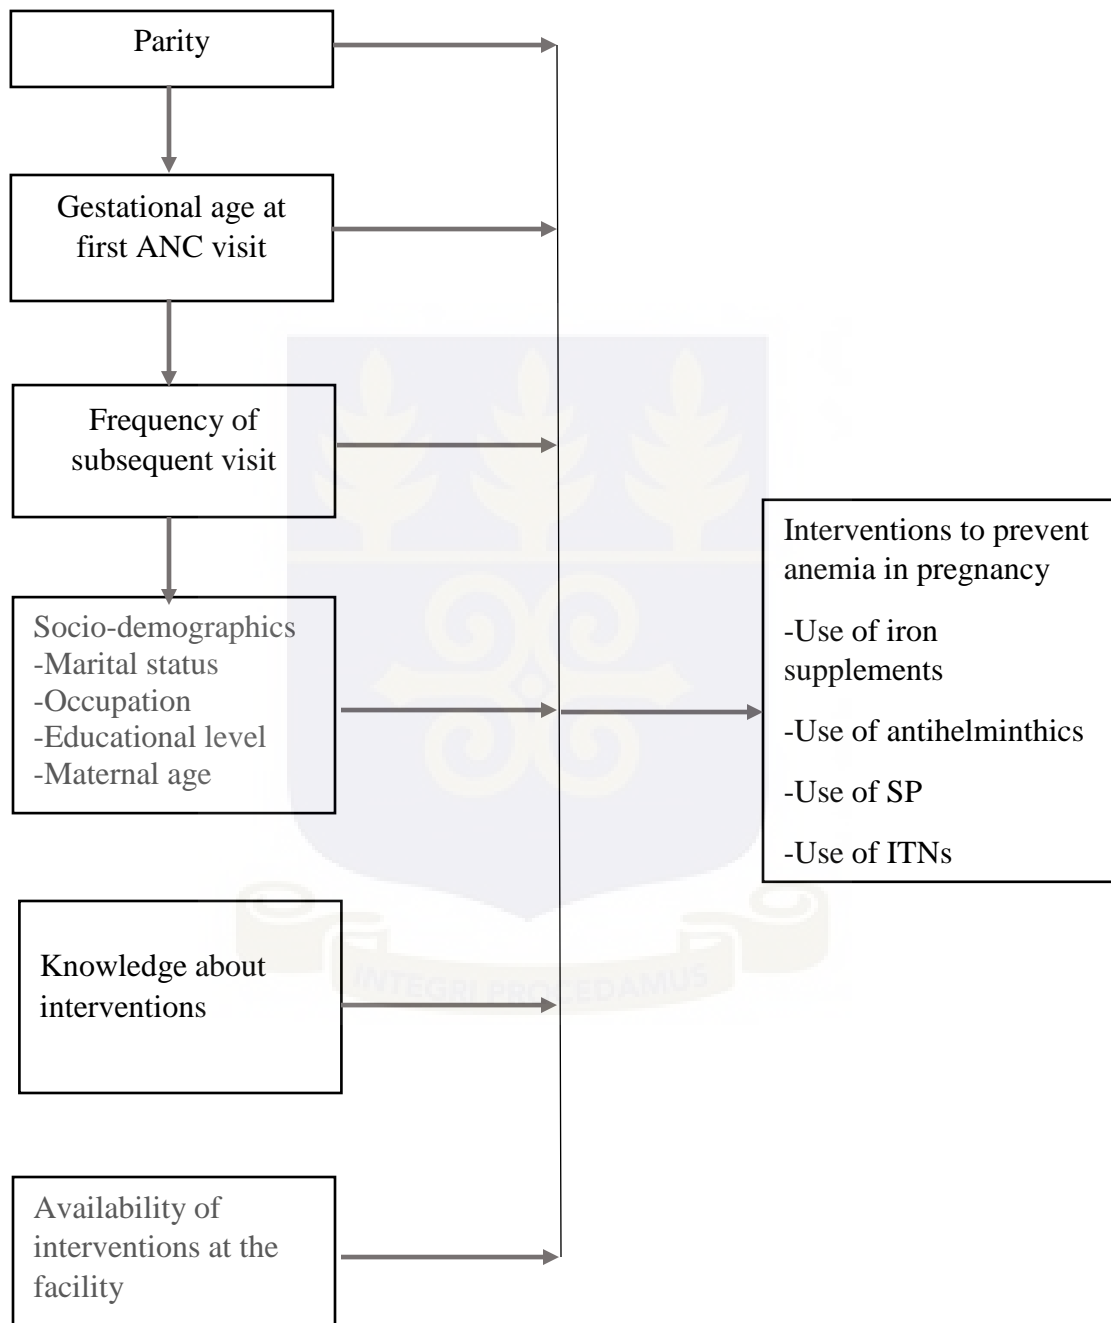 Parity
Gestational age at
first ANC visit
Frequency of
subsequent visit
Socio-demographics
-Marital status
-Occupation
-Educational level
-Maternal age
Knowledge about
interventions
Availability of
interventions at the
facility
Interventions to prevent
anemia in pregnancy
-Use of iron
supplements
-Use of antihelminthics
-Use of SP
-Use of ITNs
INTEGRI PROCEDAMUS